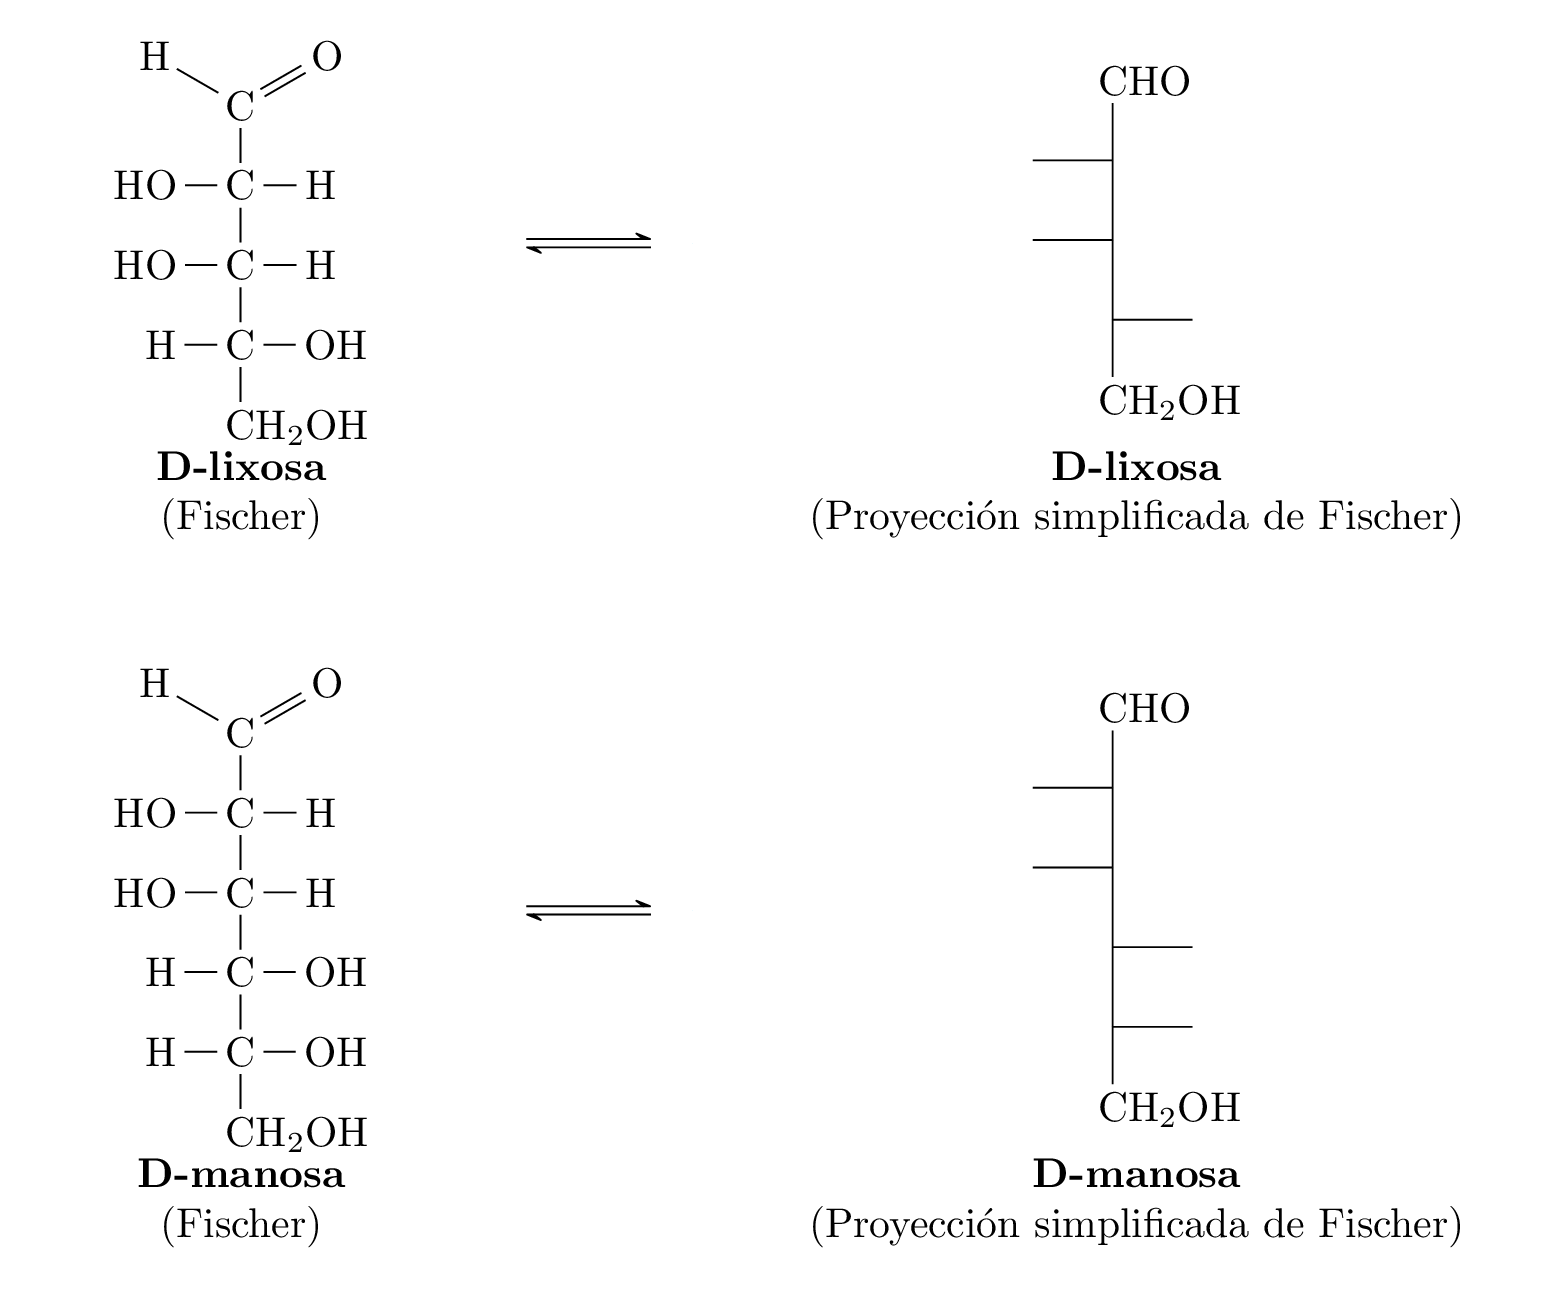 H O
C
CHO
HO C H
HO C H
H C OH
CH₂OH
CH₂OH
D-lixosa
(Fischer)
D-lixosa
(Proyección simplificada de Fischer)
H O
C
CHO
HO C H
HO C H
H C OH
H C OH
CH₂OH
CH₂OH
D-manosa
(Fischer)
D-manosa
(Proyección simplificada de Fischer)